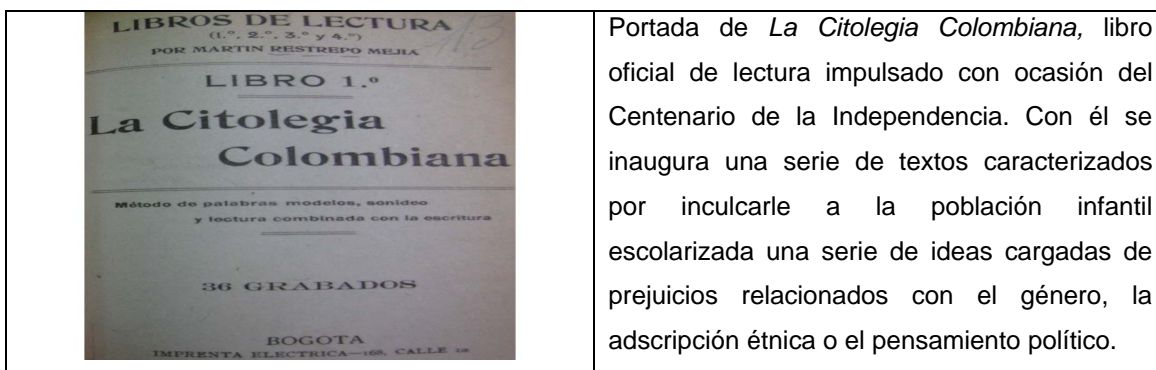 LIBROS DE LECTURA
(1.º, 2.º, 3.º y 4.º)
POR MARTIN RESTREPO MEJIA
LIBRO 1.º
La Citolegia
Colombiana
Método de palabras modelos, sonideo
y lectura combinada con la escritura
36 GRABADOS
BOGOTA
IMPRENTA ELECTRICA—168, CALLE
Portada de La Citolegia Colombiana, libro
oficial de lectura impulsado con ocasión del
Centenario de la Independencia. Con él se
inaugura una serie de textos caracterizados
por inculcarle a la población infantil
escolarizada una serie de ideas cargadas de
prejuicios relacionados con el género, la
adscripción étnica o el pensamiento político.